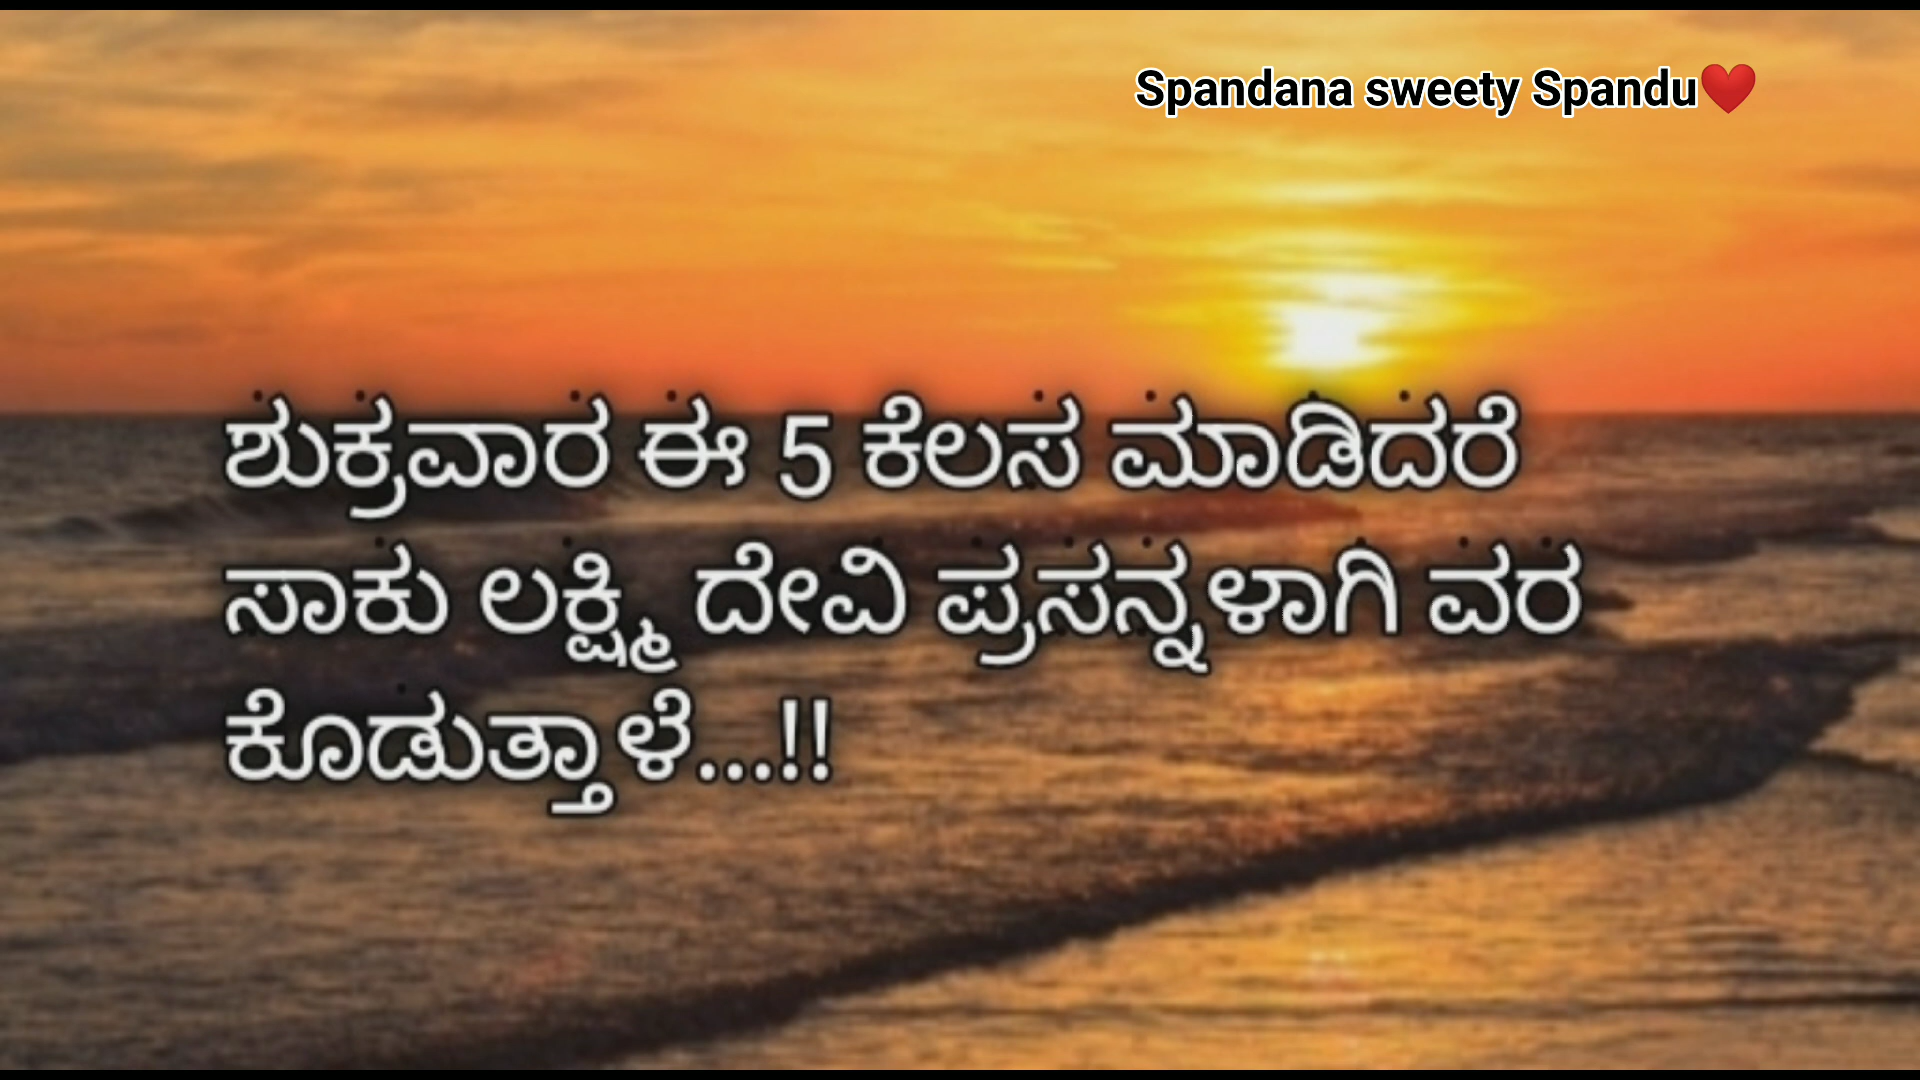 Spandana sweety Spandu❤️
ಶುಕ್ರವಾರ ಈ 5 ಕೆಲಸ ಮಾಡಿದರೆ
ಸಾಕು ಲಕ್ಷ್ಮಿ ದೇವಿ ಪ್ರಸನ್ನಳಾಗಿ ವರ
ಕೊಡುತ್ತಾಳೆ...!!